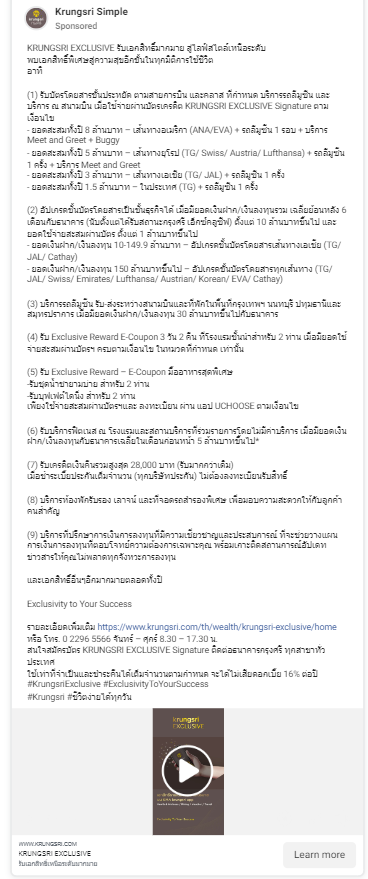 Krungsri Simple
Sponsored
KRUNGSRI EXCLUSIVE รับเอกสิทธิ์มากมาย สู่ไลฟ์สไตล์เหนือระดับ
พบเอกสิทธิ์พิเศษสู่ความสุขอีกขั้นในทุกมิติการใช้ชีวิต
อาทิ
(1) รับบัตรโดยสารชั้นประหยัด ตามสายการบิน และคลาส ที่กำหนด บริการรถลีมูซีน และ
บริการ ณ สนามบิน เมื่อใช้จ่ายผ่านบัตรเครดิต KRUNGSRI EXCLUSIVE Signature ตาม
เงื่อนไข
- ยอดสะสมทั้งปี 8 ล้านบาท – เส้นทางอเมริกา (ANA/EVA) + รถลีมูซีน 1 รอบ + บริการ
Meet and Greet + Buggy
- ยอดสะสมทั้งปี 5 ล้านบาท – เส้นทางยุโรป (TG/ Swiss/ Austria/ Lufthansa) + รถลีมูซีน
1 ครั้ง + บริการ Meet and Greet
- ยอดสะสมทั้งปี 3 ล้านบาท – เส้นทางเอเชีย (TG/ JAL) + รถลีมูซีน 1 ครั้ง
- ยอดสะสมทั้งปี 1.5 ล้านบาท – ในประเทศ (TG) + รถลีมูซีน 1 ครั้ง
(2) อัปเกรดชั้นบัตรโดยสารเป็นชั้นธุรกิจได้ เมื่อมียอดเงินฝาก/เงินลงทุนรวม เฉลี่ยย้อนหลัง 6
เดือนกับธนาคาร (นับตั้งแต่ได้รับสถานะกรุงศรี เอ็กซ์คลูซีฟ) ตั้งแต่ 10 ล้านบาทขึ้นไป และ
ยอดใช้จ่ายสะสมผ่านบัตร ตั้งแต่ 1 ล้านบาทขึ้นไป
- ยอดเงินฝาก/เงินลงทุน 10-149.9 ล้านบาท – อัปเกรดชั้นบัตรโดยสารเส้นทางเอเชีย (TG/
JAL/ Cathay)
- ยอดเงินฝาก/เงินลงทุน 150 ล้านบาทขึ้นไป – อัปเกรดชั้นบัตรโดยสารทุกเส้นทาง (TG/
JAL/ Swiss/ Emirates/ Lufthansa/ Austrian/ Korean/ EVA/ Cathay)
(3) บริการรถลีมูซีน รับ-ส่งระหว่างสนามบินและที่พักในพื้นที่กรุงเทพฯ นนทบุรี ปทุมธานีและ
สมุทรปราการ เมื่อมียอดเงินฝาก/เงินลงทุน 30 ล้านบาทขึ้นไปกับธนาคาร
(4) รับ Exclusive Reward E-Coupon 3 วัน 2 คืน ที่โรงแรมชั้นนำสำหรับ 2 ท่าน เมื่อมียอดใช้
จ่ายสะสมผ่านบัตรฯ ครบตามเงื่อนไข ในหมวดที่กำหนด เท่านั้น
(5) รับ Exclusive Reward – E-Coupon มื้ออาหารสุดพิเศษ
-รับชุดน้ำชายามบ่าย สำหรับ 2 ท่าน
-รับบุฟเฟต์ไดนิ่ง สำหรับ 2 ท่าน
เพียงใช้จ่ายสะสมผ่านบัตรฯและ ลงทะเบียน ผ่าน แอป UCHOOSE ตามเงื่อนไข
(6) รับบริการฟิตเนส ณ โรงแรมและสถานบริการที่ร่วมรายการโดยไม่มีค่าบริการ เมื่อมียอดเงิน
ฝาก/เงินลงทุนกับธนาคารเฉลี่ยในเดือนก่อนหน้า 5 ล้านบาทขึ้นไป*
(7) รับเครดิตเงินคืนรวมสูงสุด 28,000 บาท (รับมากกว่าเดิม)
เมื่อชำระเบี้ยประกันเต็มจำนวน (ทุกบริษัทประกัน) ไม่ต้องลงทะเบียนรับสิทธิ์
(8) บริการห้องพักรับรอง เลาจน์ และที่จอดรถสำรองพิเศษ เพื่อมอบความสะดวกให้กับลูกค้า
คนสำคัญ
(9) บริการที่ปรึกษาการเงินการลงทุนที่มีความเชี่ยวชาญและประสบการณ์ ที่จะช่วยวางแผน
การเงินการลงทุนที่ตอบโจทย์ความต้องการเฉพาะคุณ พร้อมเกาะติดสถานการณ์อัปเดต
ข่าวสารให้คุณไม่พลาดทุกจังหวะการลงทุน
และเอกสิทธิ์อื่นๆอีกมากมายตลอดทั้งปี
Exclusivity to Your Success
รายละเอียดเพิ่มเติม https://www.krungsri.com/th/wealth/krungsri-exclusive/home
หรือ โทร. 0 2296 5566 จันทร์ – ศุกร์ 8.30 – 17.30 น.
สนใจสมัครบัตร KRUNGSRI EXCLUSIVE Signature ติดต่อธนาคารกรุงศรี ทุกสาขาทั่ว
ประเทศ
ใช้เท่าที่จำเป็นและชำระคืนได้เต็มจำนวนตามกำหนด จะได้ไม่เสียดอกเบี้ย 16% ต่อปี
#KrungsriExclusive #ExclusivityToYourSuccess
#Krungsri #ชีวิตง่ายได้ทุกวัน
krungsri
EXCLUSIVE
WWW.KRUNGSRI.COM
KRUNGSRI EXCLUSIVE
รับเอกสิทธิ์เหนือระดับมากมาย
Learn more